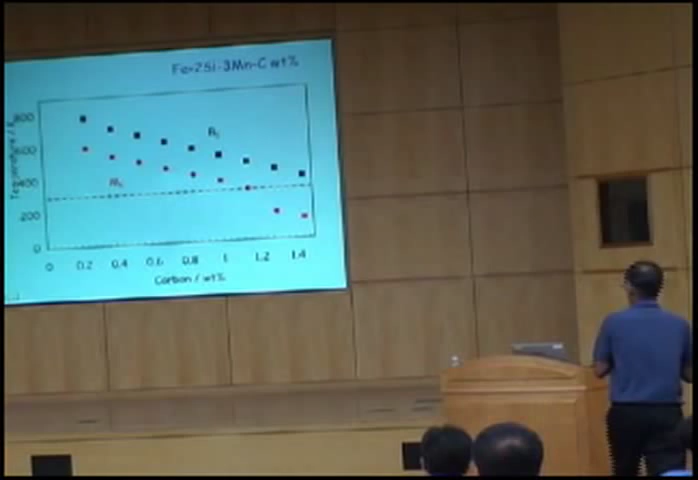 Fe-2Si-3Mn-C wt%
Temperature / K
800
600
400
200
0
Bs
Ms
0 0.2 0.4 0.6 0.8 1 1.2 1.4
Carbon / wt%